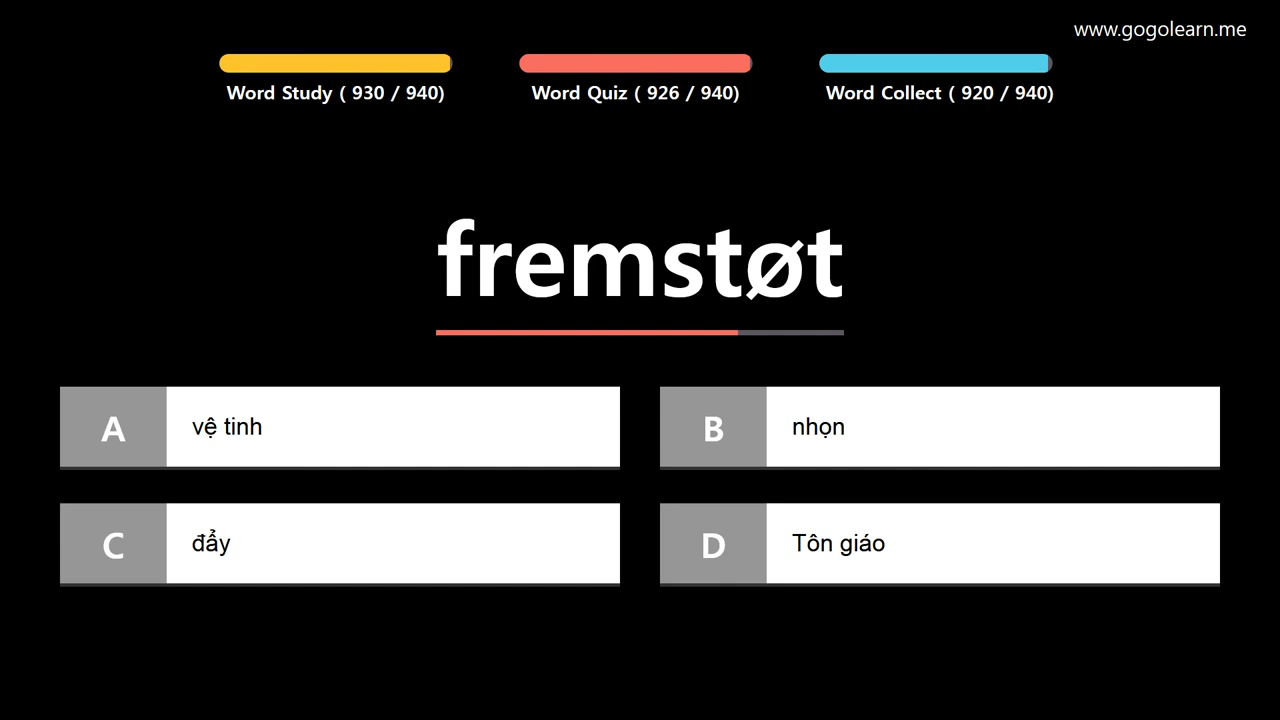 www.gogolearn.me
Word Study ( 930 / 940)
Word Quiz ( 926 / 940)
Word Collect ( 920 / 940)
fremstøt
A vệ tinh
B nhọn
C đẩy
D Tôn giáo